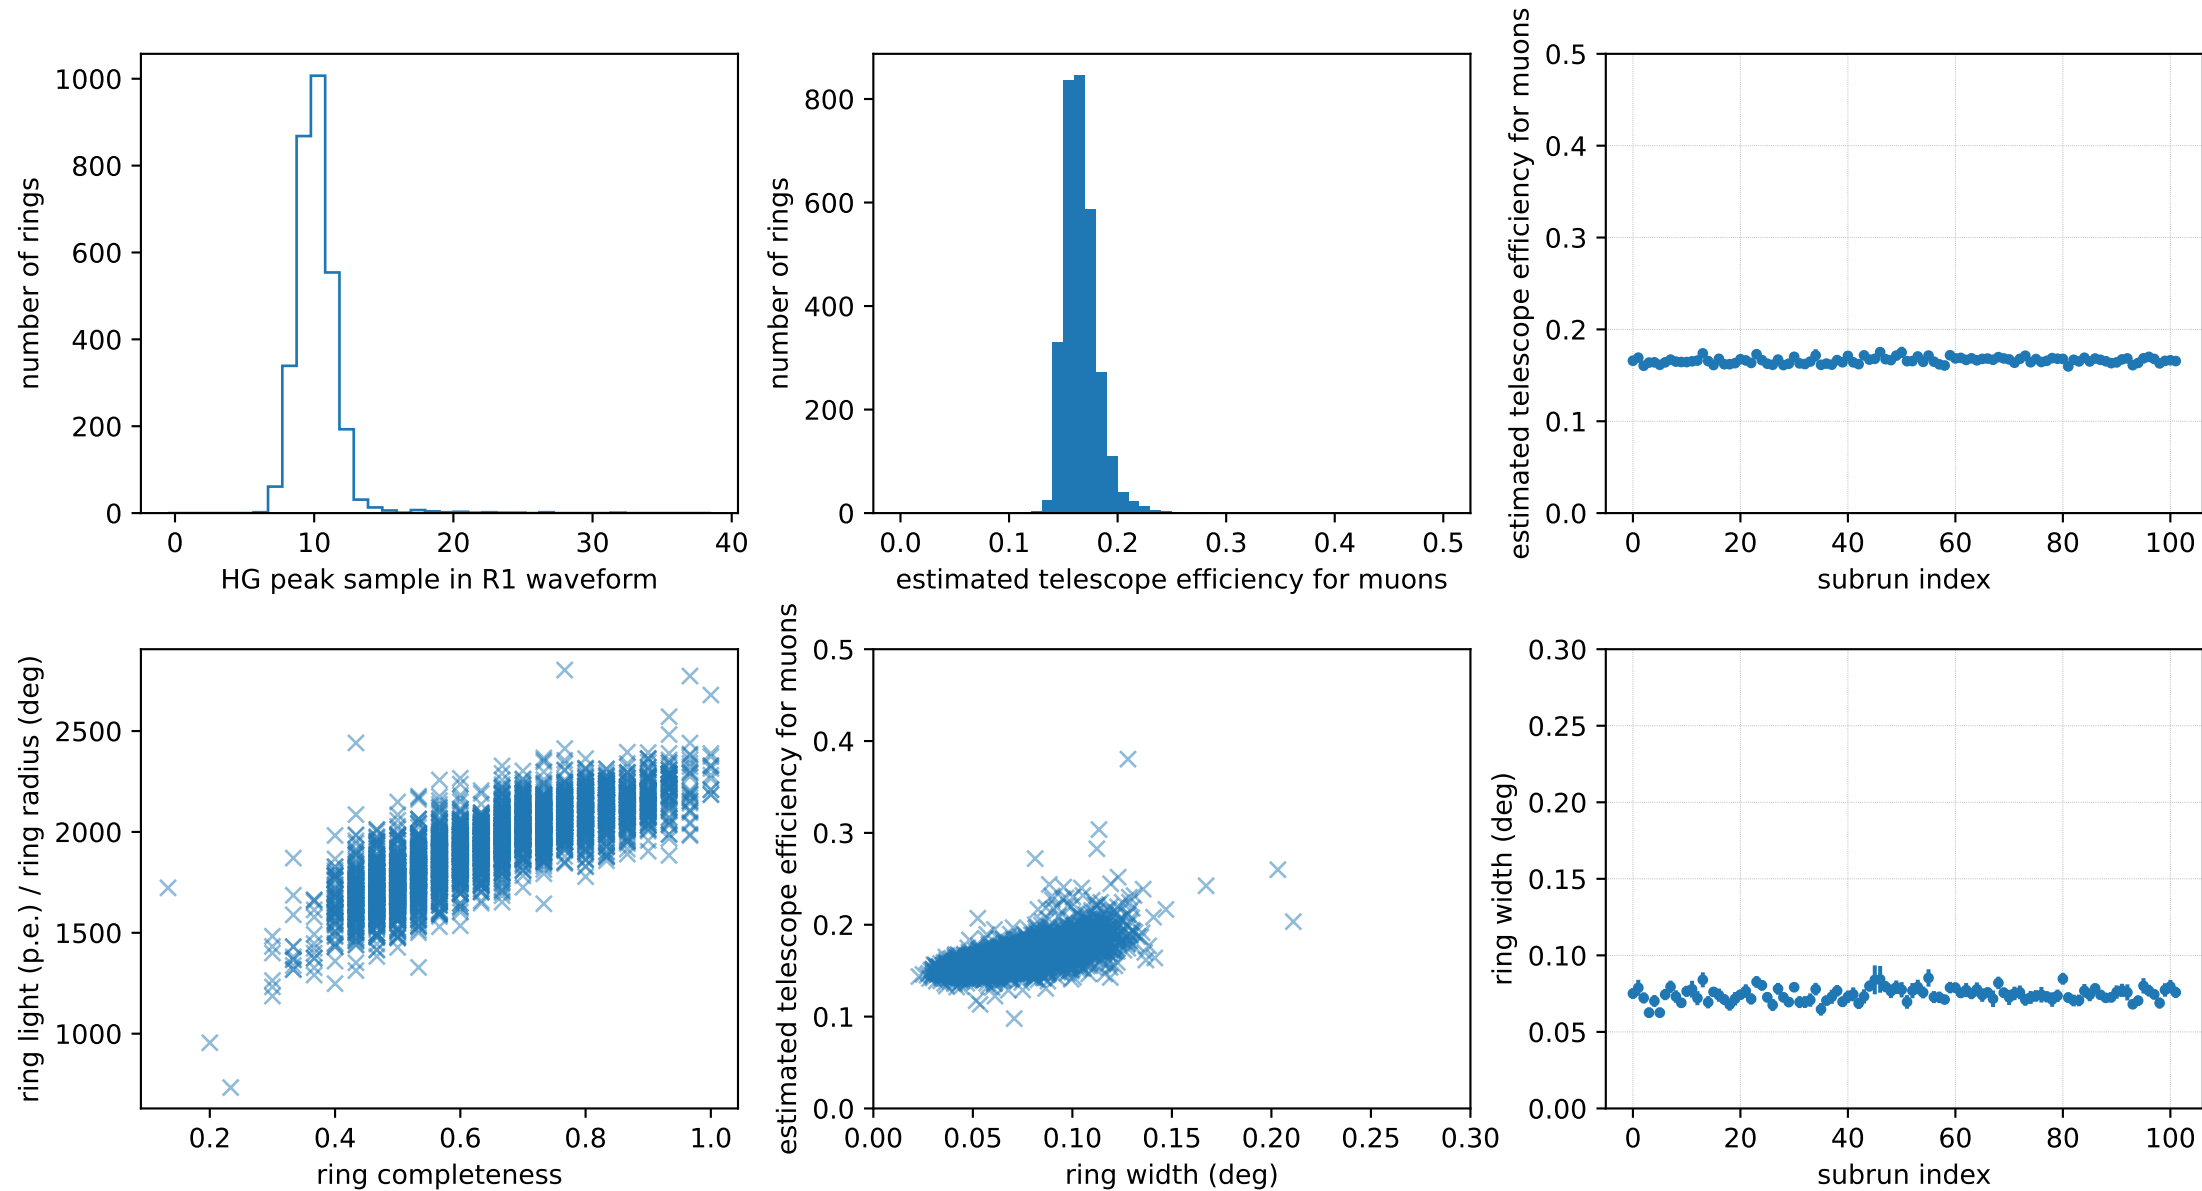 number of rings
1000
800
600
400
200
0
0 10 20 30 40
HG peak sample in R1 waveform
number of rings
800
600
400
200
0
0.0 0.1 0.2 0.3 0.4 0.5
estimated telescope efficiency for muons
estimated telescope efficiency for muons
0.5
0.4
0.3
0.2
0.1
0.0
0 20 40 60 80 100
subrun index
ring light (p.e.) / ring radius (deg)
2500
2000
1500
1000
0.2 0.4 0.6 0.8 1.0
ring completeness
estimated telescope efficiency for muons
0.5
0.4
0.3
0.2
0.1
0.0
0.00 0.05 0.10 0.15 0.20 0.25 0.30
ring width (deg)
ring width (deg)
0.30
0.25
0.20
0.15
0.10
0.05
0.00
0 20 40 60 80 100
subrun index